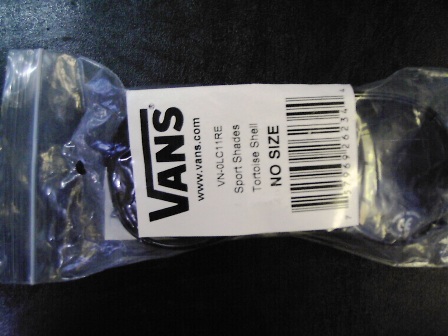 VANS®
www.vans.com
VN-0LC11RE
Sport Shades
Tortoise Shell
NO SIZE